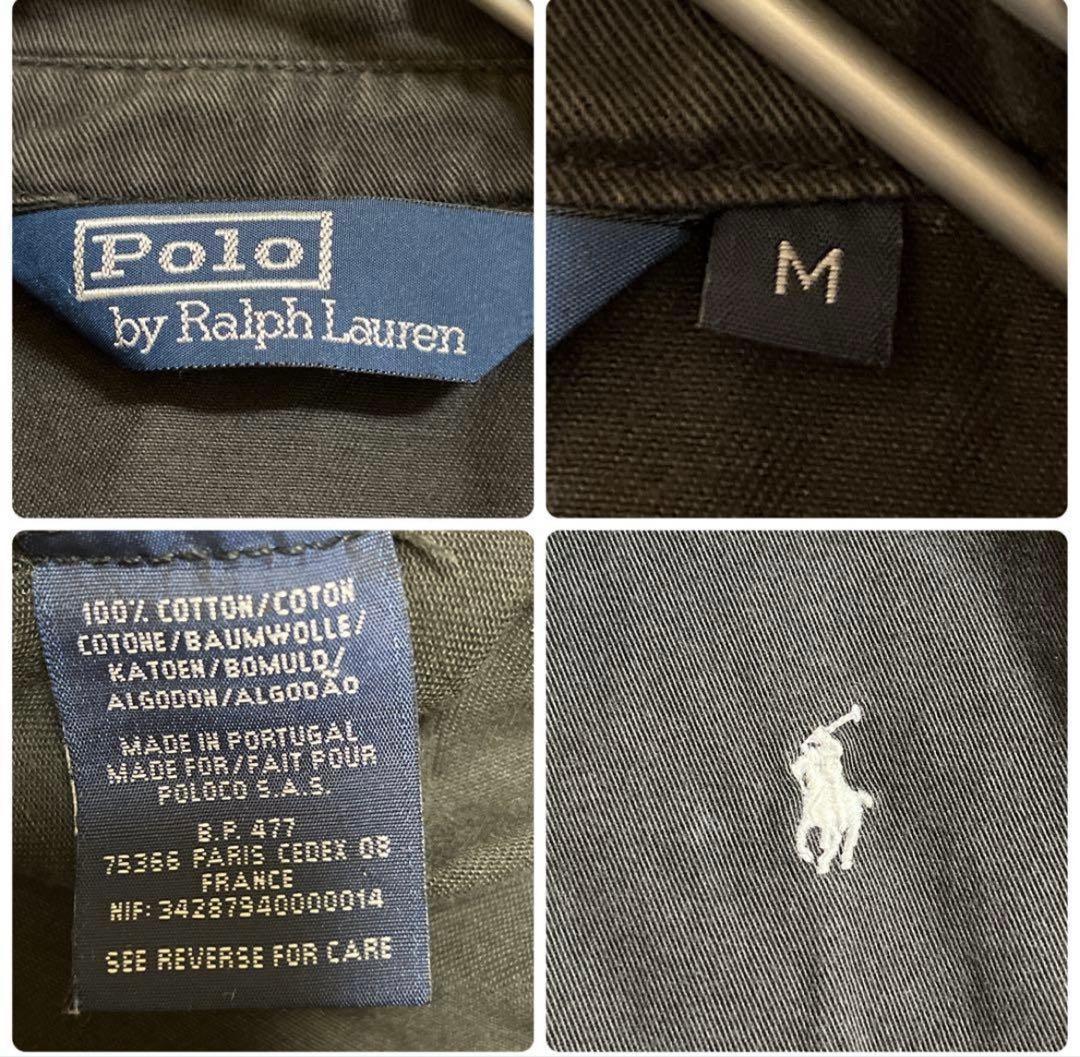 Polo
by Ralph Lauren
M
100% COTTON/COTON
COTONE/BAUMWOLLE/
KATOEN/BOMULD/
ALGODON/ALGODÃO
MADE IN PORTUGAL
MADE FOR/FAIT POUR
POLOCO S.A.S.
B.P. 477
75366 PARIS CEDEX 08
FRANCE
NIF: 34287940000014
SEE REVERSE FOR CARE